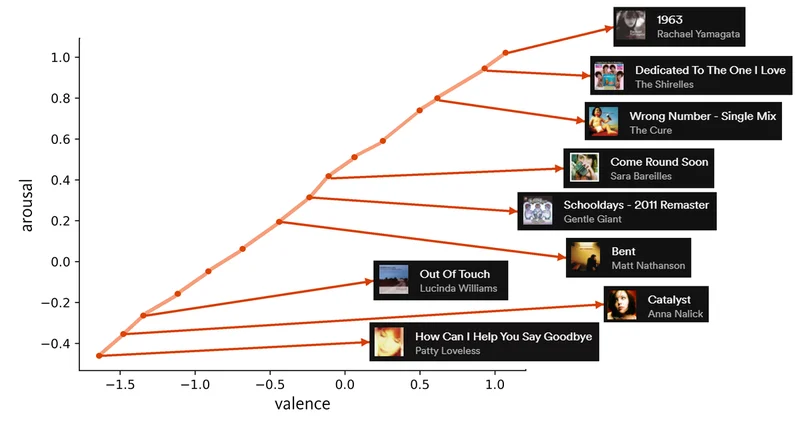 1963
Rachael Yamagata
1.0
Dedicated To The One I Love
The Shirelles
0.8
Wrong Number - Single Mix
The Cure
0.6
Come Round Soon
Sara Bareilles
0.4
arousal
Schooldays - 2011 Remaster
Gentle Giant
0.2
Bent
Matt Nathanson
0.0
Out Of Touch
Lucinda Williams
−0.2
Catalyst
Anna Nalick
−0.4
How Can I Help You Say Goodbye
Patty Loveless
−1.5 −1.0 −0.5 0.0 0.5 1.0
valence